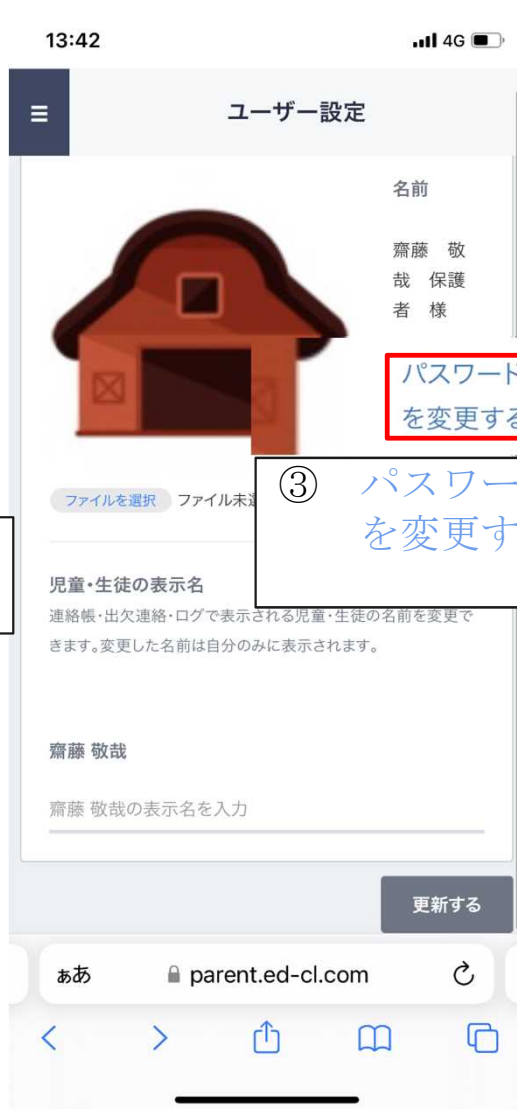 13:42
4G
ユーザー設定
名前
齋藤 敬
哉 保護
者 様
パスワード
を変更する
③ パスワー
を変更す
ファイルを選択 ファイル未
児童・生徒の表示名
連絡帳・出欠連絡・ログで表示される児童・生徒の名前を変更で
きます。変更した名前は自分のみに表示されます。
齋藤 敬哉
齋藤 敬哉の表示名を入力
更新する
ぁあ parent.ed-cl.com